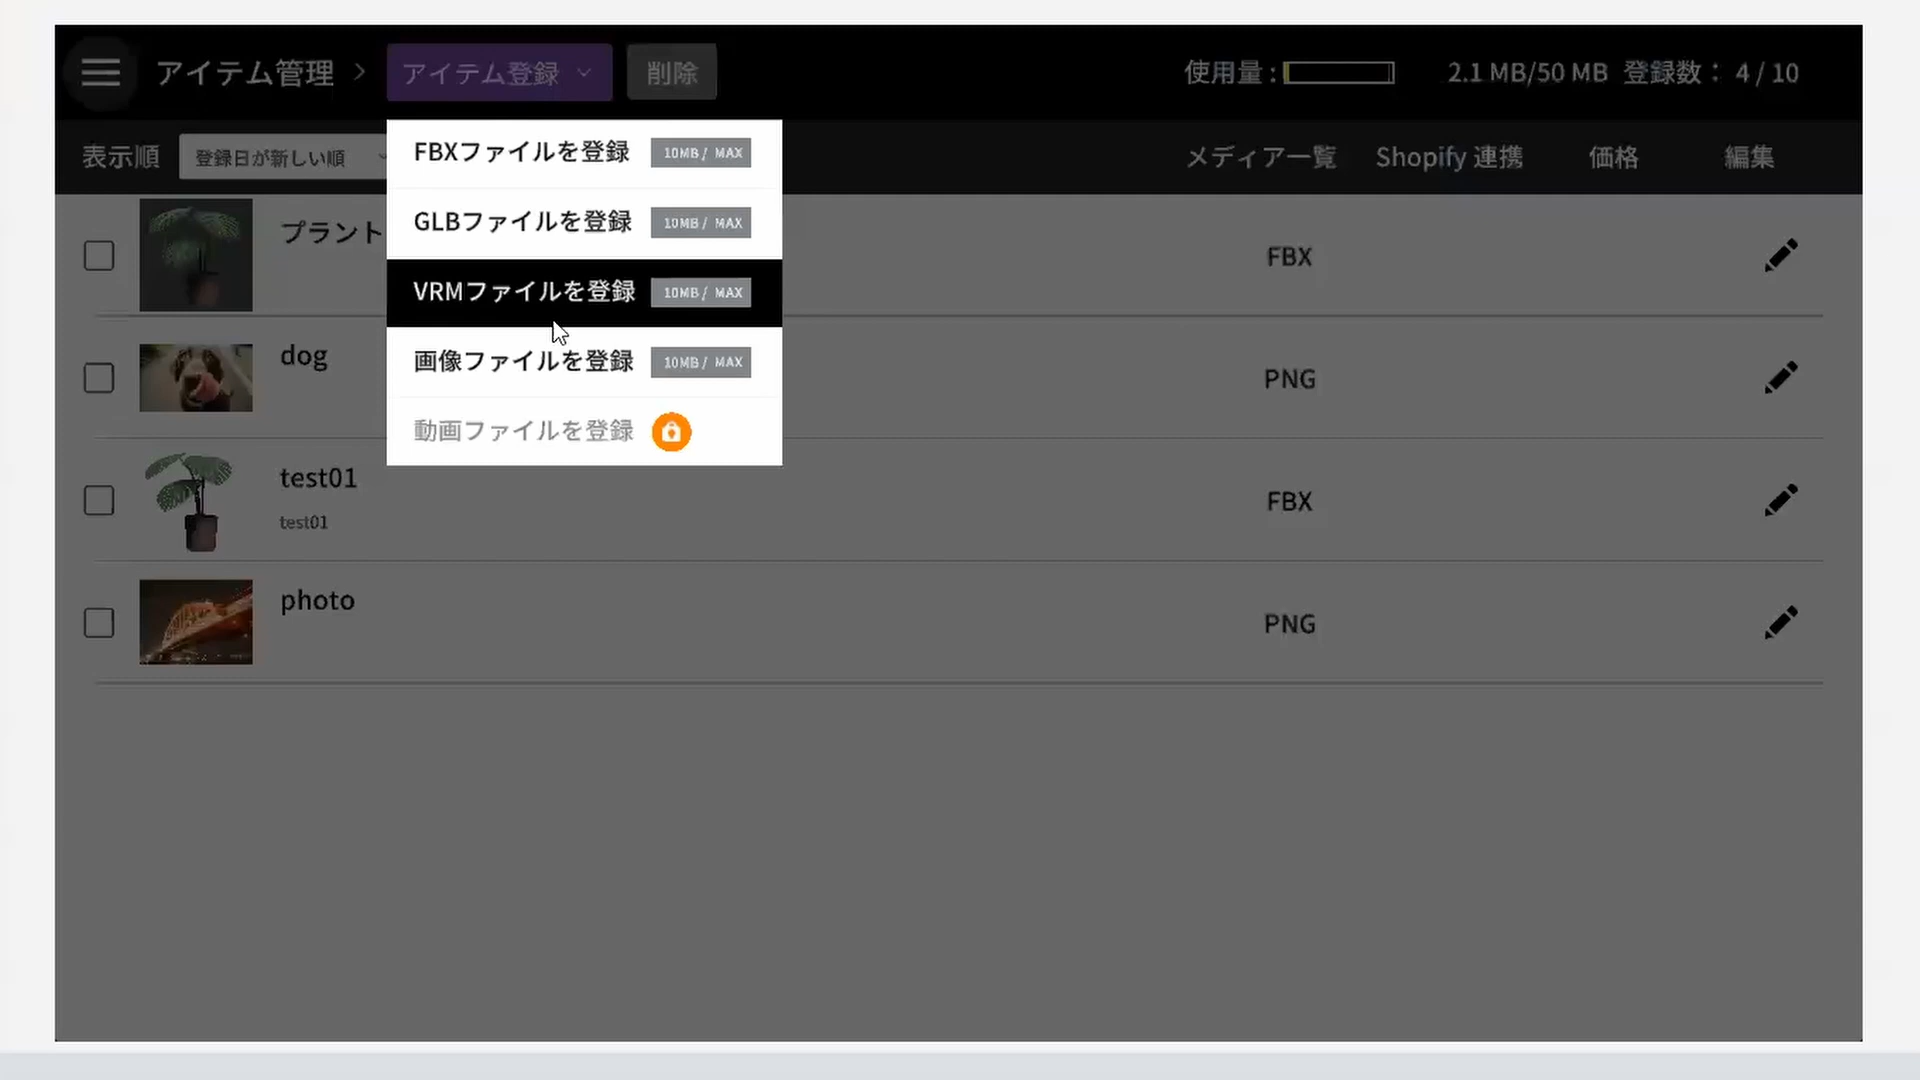 アイテム管理 > アイテム登録 削除 使用量 : 2.1 MB/50 MB 登録数： 4 / 10
表示順 登録日が新しい順 メディア一覧 Shopify 連携 価格 編集
FBXファイルを登録 10MB / MAX
GLBファイルを登録 10MB / MAX
VRMファイルを登録 10MB / MAX
画像ファイルを登録 10MB / MAX
動画ファイルを登録
プラント FBX
dog PNG
test01 FBX
test01
photo PNG